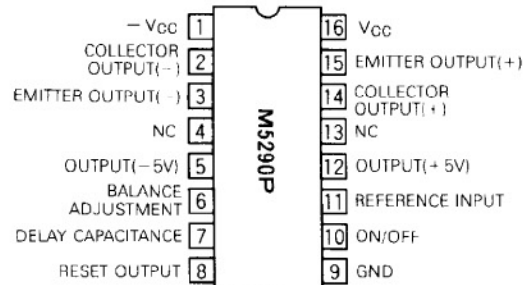 − VCC 1
COLLECTOR
OUTPUT(−) 2
EMITTER OUTPUT(−) 3
NC 4
OUTPUT(−5V) 5
BALANCE
ADJUSTMENT 6
DELAY CAPACITANCE 7
RESET OUTPUT 8
M5290P
16 VCC
15 EMITTER OUTPUT(+)
14 COLLECTOR
OUTPUT(+)
13 NC
12 OUTPUT(+5V)
11 REFERENCE INPUT
10 ON/OFF
9 GND